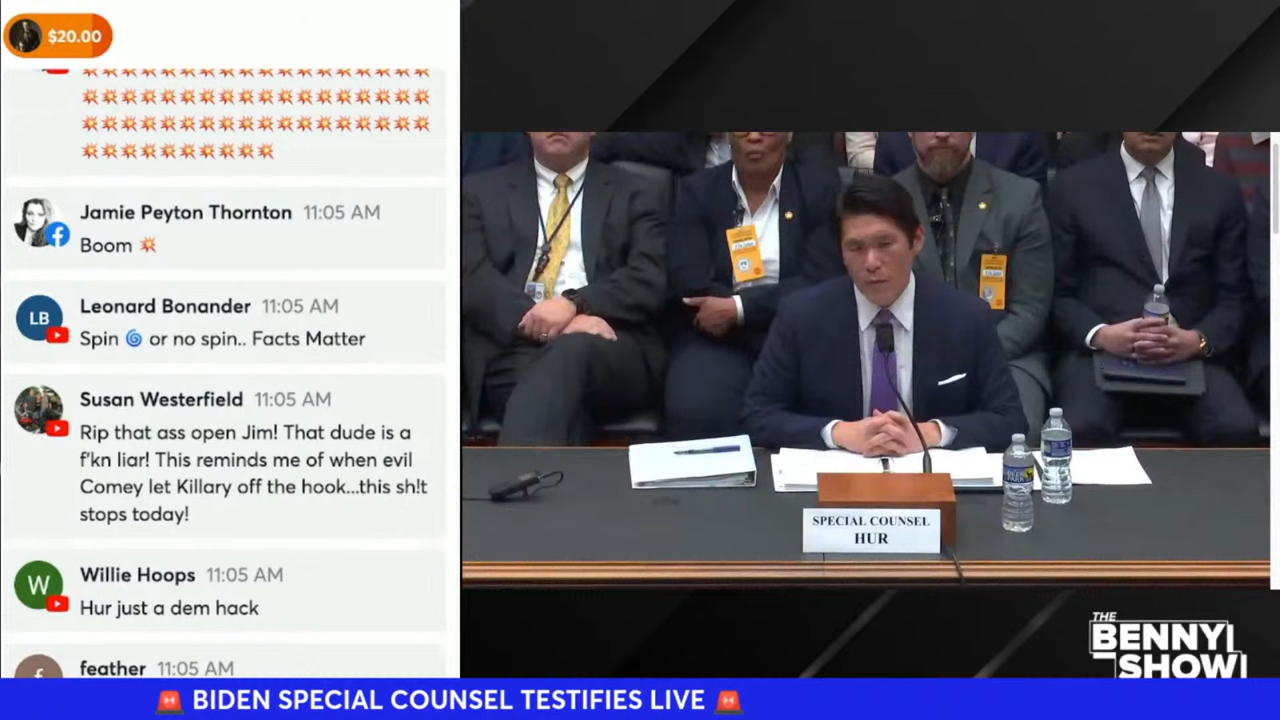 $20.00
Jamie Peyton Thornton 11:05 AM
Boom 💥
Leonard Bonander 11:05 AM
LB
Spin 🌀 or no spin.. Facts Matter
Susan Westerfield 11:05 AM
Rip that ass open Jim! That dude is a
f'kn liar! This reminds me of when evil
Comey let Killary off the hook...this sh!t
stops today!
Willie Hoops 11:05 AM
W
Hur just a dem hack
feather 11:05 AM
f
SPECIAL COUNSEL
HUR
THE
BENNY
SHOW
🚨 BIDEN SPECIAL COUNSEL TESTIFIES LIVE 🚨